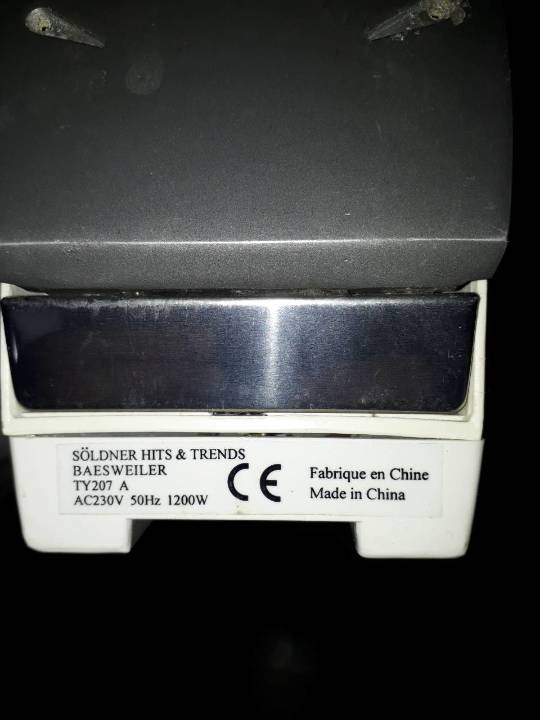 SÖLDNER HITS & TRENDS
BAESWEILER
TY207 A
AC230V 50Hz 1200W
CE
Fabrique en Chine
Made in China